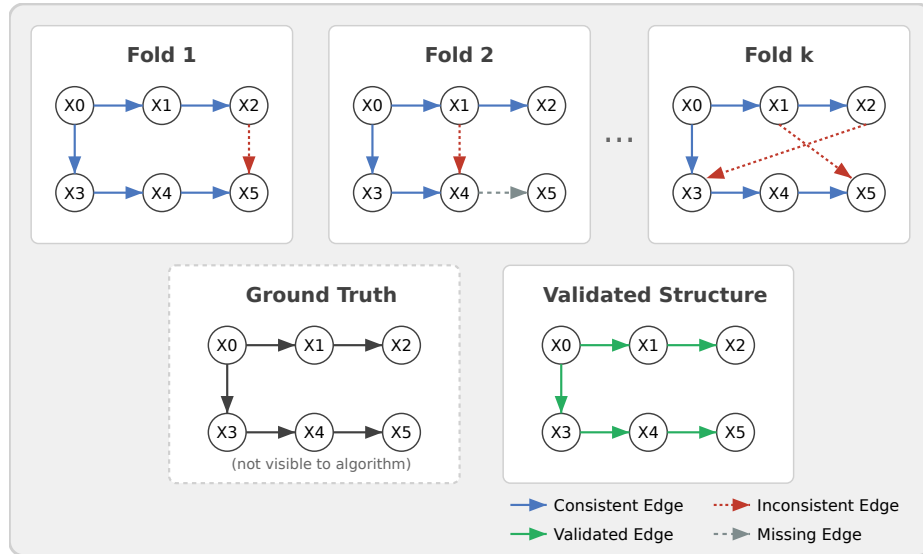 Fold 1
X0 X1 X2
X3 X4 X5
Fold 2
X0 X1 X2
X3 X4 X5
...
Fold k
X0 X1 X2
X3 X4 X5
Ground Truth
X0 X1 X2
X3 X4 X5
(not visible to algorithm)
Validated Structure
X0 X1 X2
X3 X4 X5
Consistent Edge
Inconsistent Edge
Validated Edge
Missing Edge